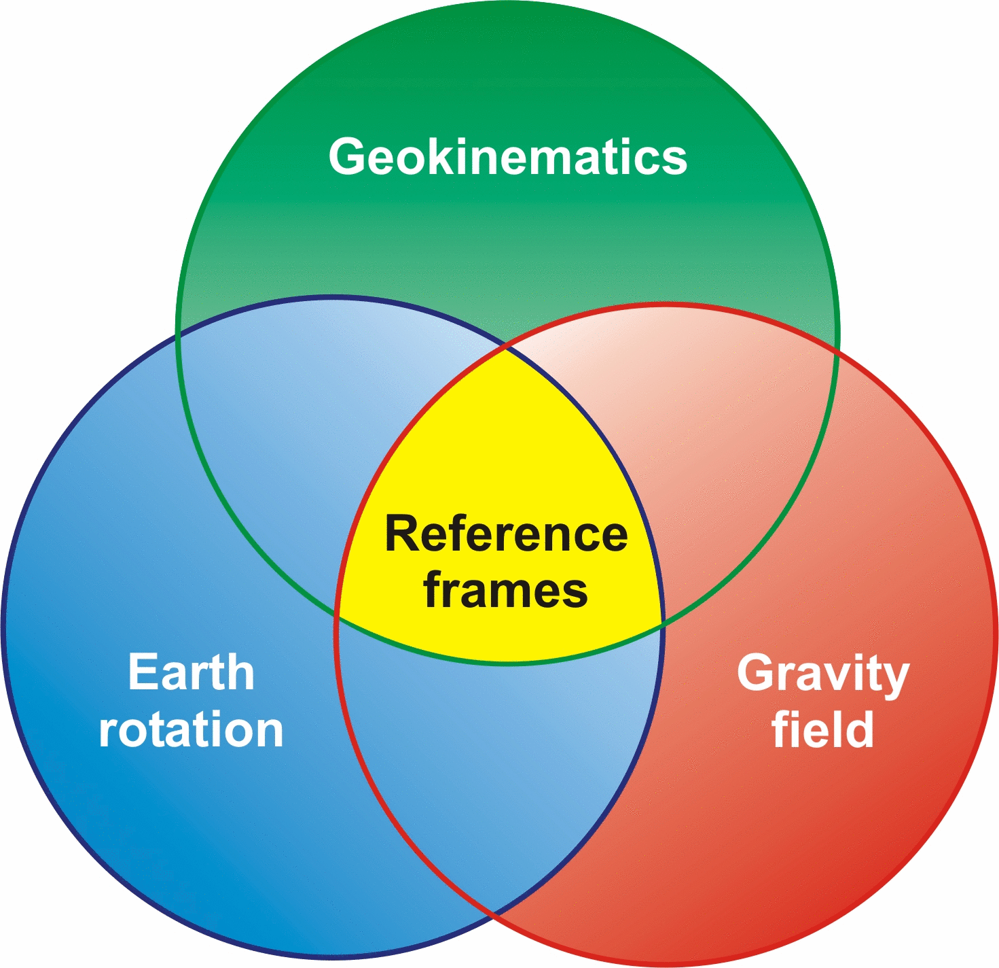 Geokinematics
Reference
frames
Earth
rotation
Gravity
field